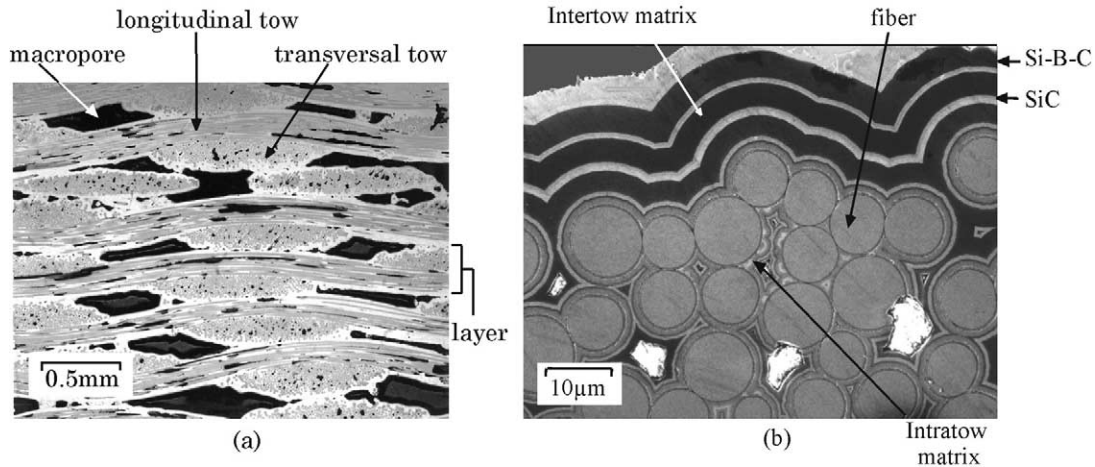 longitudinal tow
macropore
transversal tow
layer
0.5mm
(a)
Intertow matrix
fiber
Si-B-C
SiC
10µm
(b)
Intratow
matrix